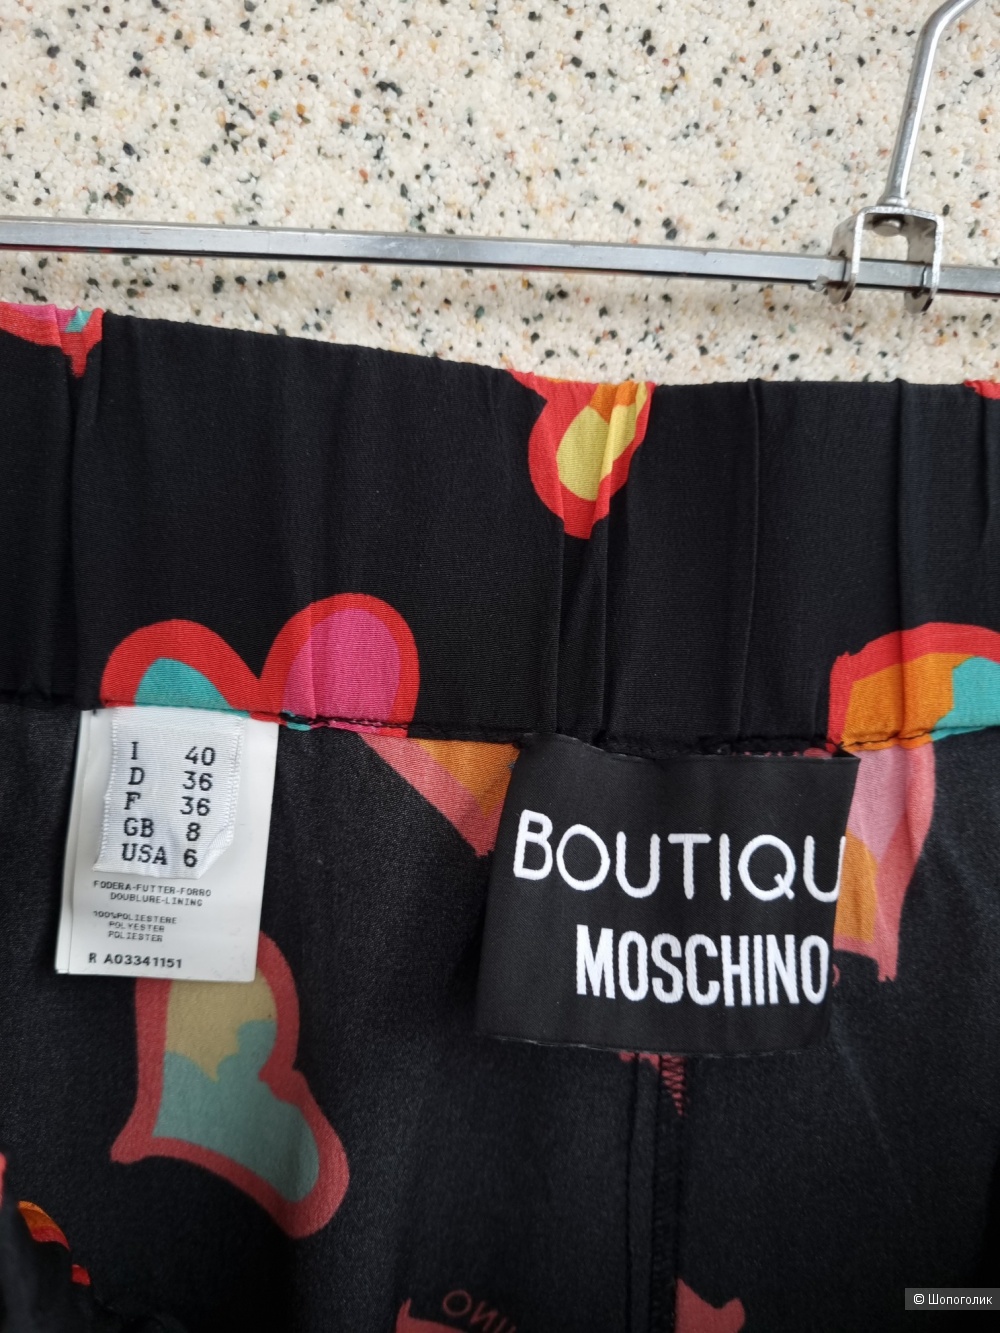 I 40
D 36
F 36
GB 8
USA 6
FODERA-FUTTER-FORRO
DOUBLURE-LINING
100%POLIESTERE
POLYESTER
POLIESTER
R A03341151
BOUTIQU
MOSCHINO
© Шопоголик